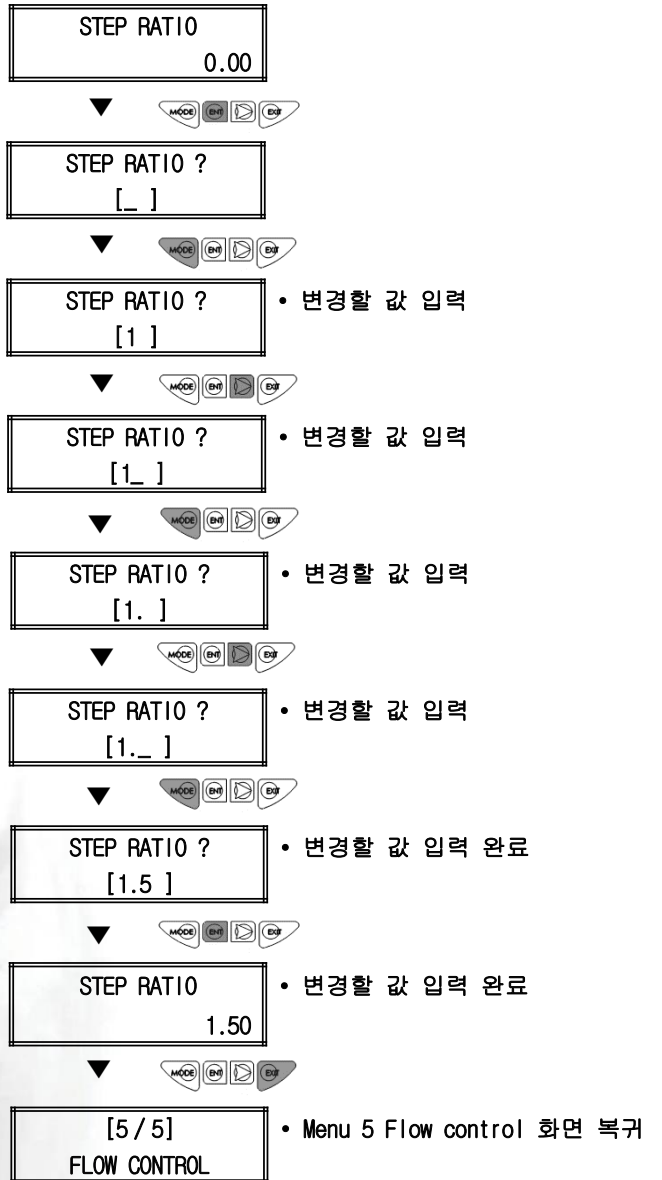 STEP RATIO
0.00
▼ MODE ENT EXIT
STEP RATIO ?
[_ ]
▼ MODE ENT EXIT
STEP RATIO ? • 변경할 값 입력
[1 ]
▼ MODE ENT EXIT
STEP RATIO ? • 변경할 값 입력
[1_ ]
▼ MODE ENT EXIT
STEP RATIO ? • 변경할 값 입력
[1. ]
▼ MODE ENT EXIT
STEP RATIO ? • 변경할 값 입력
[1._ ]
▼ MODE ENT EXIT
STEP RATIO ? • 변경할 값 입력 완료
[1.5 ]
▼ MODE ENT EXIT
STEP RATIO • 변경할 값 입력 완료
1.50
▼ MODE ENT EXIT
[5/5] • Menu 5 Flow control 화면 복귀
FLOW CONTROL